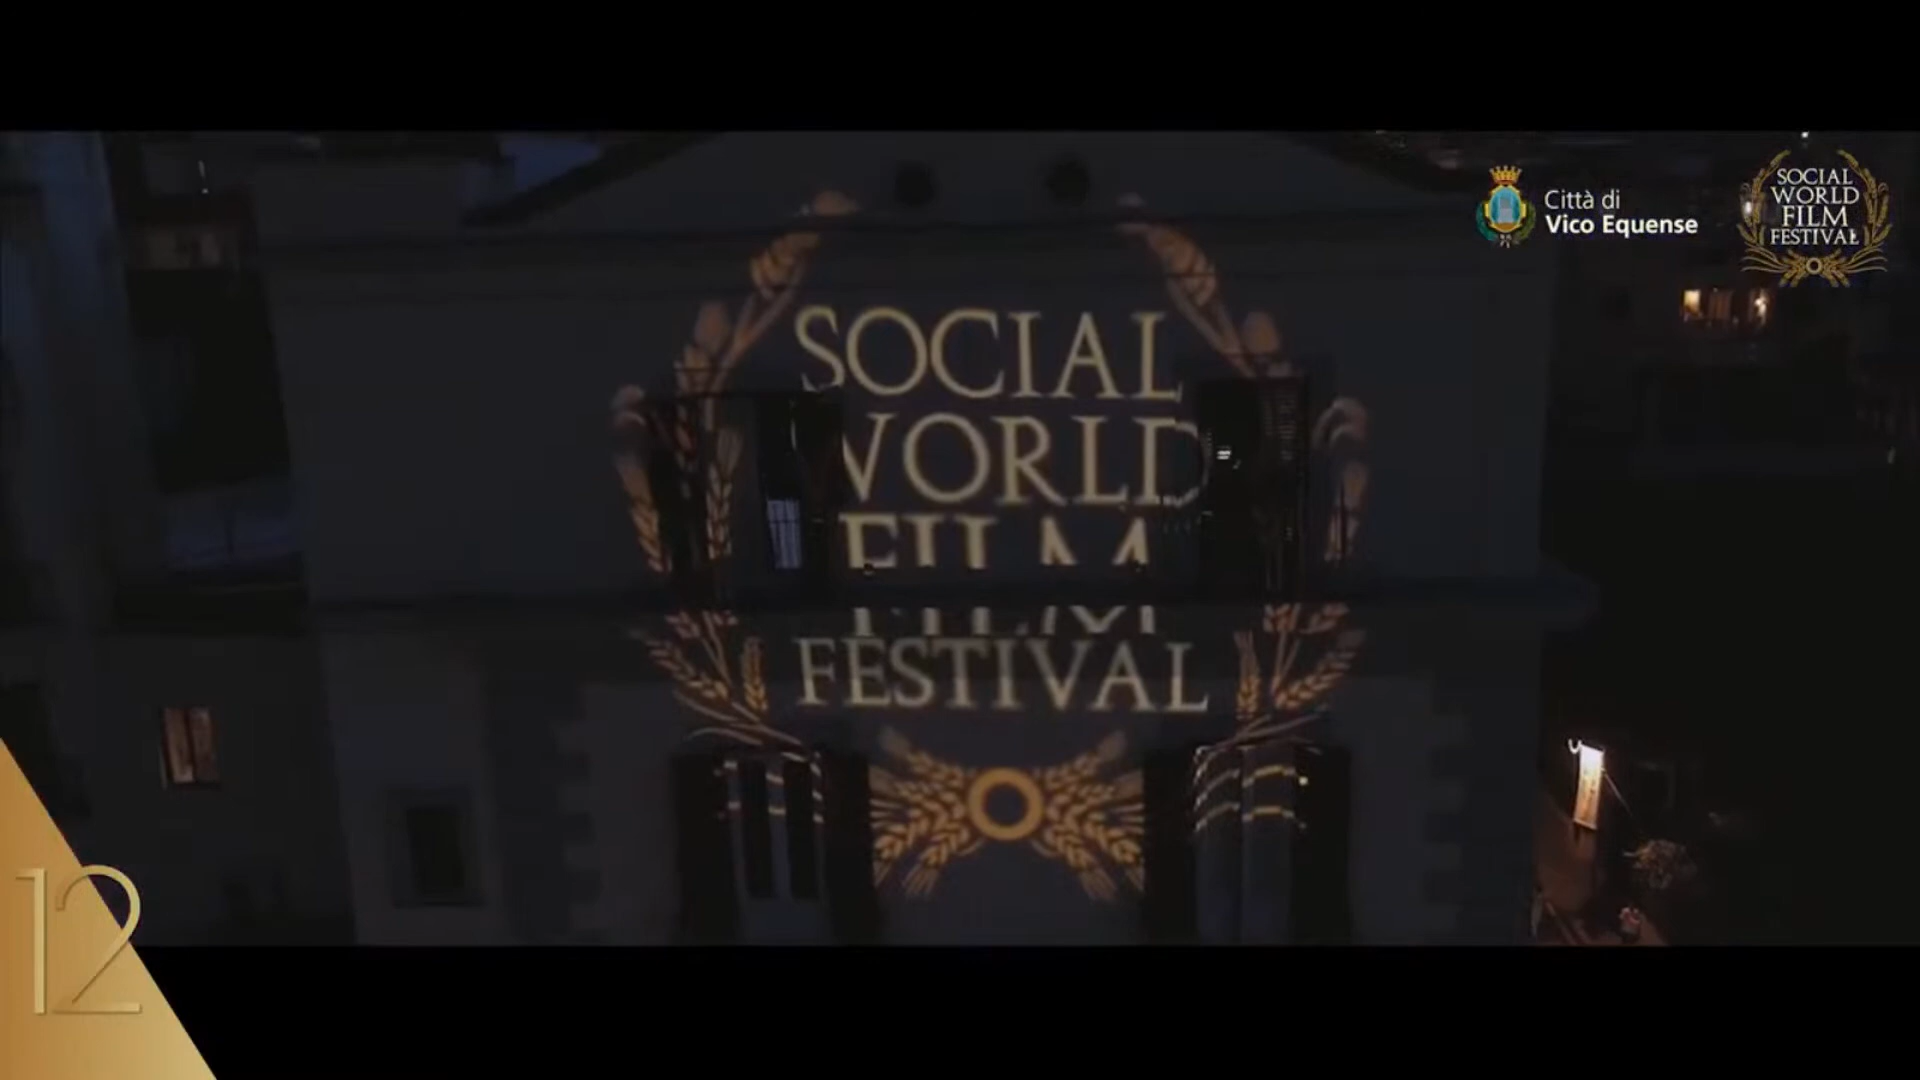 Città di
Vico Equense
SOCIAL
WORLD
FILM
FESTIVAL
SOCIAL
WORLD
FILM
FESTIVAL
12